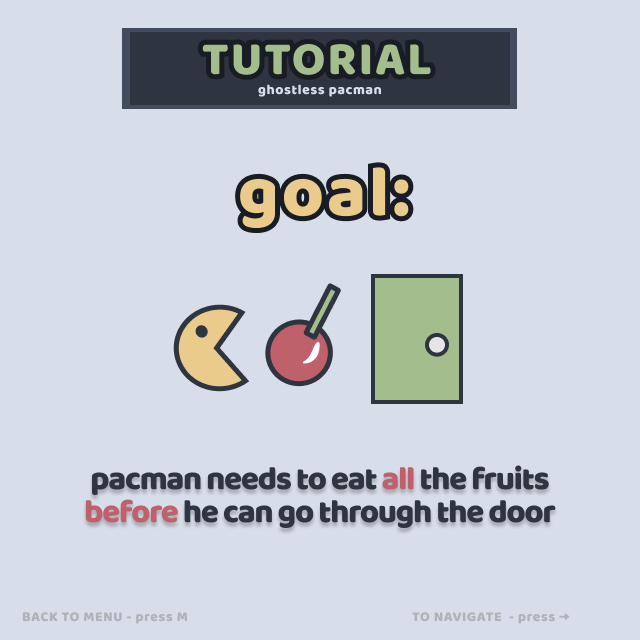 TUTORIAL
ghostless pacman
goal:
pacman needs to eat all the fruits
before he can go through the door
BACK TO MENU - press M
TO NAVIGATE - press →